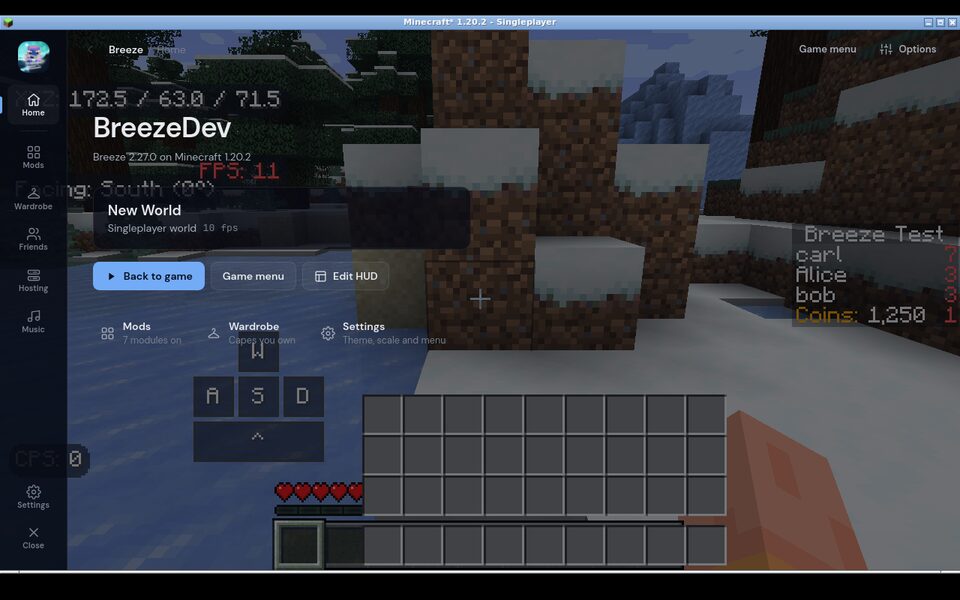 Minecraft* 1.20.2 - Singleplayer
Breeze / Home
Game menu
Options
XYZ: 172.5 / 63.0 / 71.5
Home
BreezeDev
Breeze 2.27.0 on Minecraft 1.20.2
FPS: 11
Mods
Facing: South (0°)
Wardrobe
New World
Singleplayer world 10 fps
Friends
Breeze Test
carl 7
Alice 3
bob 3
Coins: 1,250 1
Hosting
Back to game
Game menu
Edit HUD
Music
Mods
7 modules on
Wardrobe
Capes you own
Settings
Theme, scale and menu
W
A
S
D
^
CPS: 0
Settings
Close